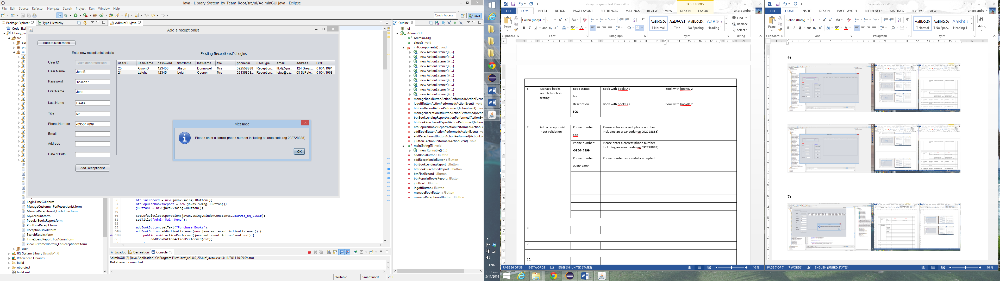 Java - Library_System_by_Team_Root/src/ui/AdiminGUI.java - Eclipse
File Edit Source Refactor Navigate Search Project Run Window Help
Quick Access
Java
Package Explorer
Type Hierarchy
AdiminGUI.java
Code_Skel
Library_Sy
src
cor
prc
ui
Add a receptionist
Back to Main menu
Enter new receptionist details
Existing Receptionist's Logins
User ID Auto generated field
User Name JohnB
Password 1234567
First Name John
Last Name Beetle
Title Mr
Phone Number -095647899
Email
Address
Date of Birth
Add Receptionist
userID userName password firstName lastName title phoneNu... userType email address DOB
20 AlisonD 123456 Alison Donnowel Mrs 092558888 Reception... llkkl@gm... 124 Great ... 01/01/1991
21 Leighc 12345 Leigh Cooper Mrs 02135868... Reception... leigc@pa... 58 St Pete... 01/04/1968
Message
Please enter a correct phone number including an area code (eg 092728888)
OK
LoginTimeGUI.form
ManageCustomer_ForReceptionist.form
ManageRecepitonist_ForAdmin.form
MyAccount.form
PopularBooksReport.form
PrintFineReceipt.form
ReceptionistGUI.form
SearchResults.form
TimeSpendReport_ForAdmin.form
ViewCustomerBorrow_ForReceptionist.form
user
JRE System Library [JavaSE-1.7]
Referenced Libraries
build
nbproject
build.xml
56 btnFineRecord = new javax.swing.JButton();
57 btnPopularBooksReport = new javax.swing.JButton();
58 jButton1 = new javax.swing.JButton();
59
60 setDefaultCloseOperation(javax.swing.WindowConstants.DISPOSE_ON_CLOSE);
61 setTitle("Admin Main Menu");
62
63 addBookButton.setText("Purchase Books");
64 addBookButton.addActionListener(new java.awt.event.ActionListener() {
65 public void actionPerformed(java.awt.event.ActionEvent evt) {
66 addBookButtonActionPerformed(evt);
Javadoc Declaration Console
AdiminGUI (2) [Java Application] C:\Program Files\Java\jre1.8.0_20\bin\javaw.exe (3/11/2014 10:05:09 am)
Database connected
Writable Smart Insert 2 : 1
Outline
ui
AdiminGUI
AdiminGUI()
close() : void
initComponents() : void
new ActionListener() {...}
new ActionListener() {...}
new ActionListener() {...}
new ActionListener() {...}
new ActionListener() {...}
new ActionListener() {...}
new ActionListener() {...}
new ActionListener() {...}
new ActionListener() {...}
new ActionListener() {...}
manageBookButtonActionPerformed(ActionEvent
logoffButtonActionPerformed(ActionEvent) : void
btnFineRecordActionPerformed(ActionEvent) : voi
manageReceptionistButtonActionPerformed(Actio
btnBookLendingReportActionPerformed(ActionEv
btnBookPurchasedReportActionPerformed(Action
btnPopularBooksReportActionPerformed(ActionEv
addBookButtonActionPerformed(ActionEvent) : vc
addReceptionistButtonActionPerformed(ActionEve
jButton1ActionPerformed(ActionEvent) : void
main(String[]) : void
new Runnable() {...}
addBookButton : JButton
addReceptionistButton : JButton
btnBookLendingReport : JButton
btnBookPurchasedReport : JButton
btnFineRecord : JButton
btnPopularBooksReport : JButton
jButton1 : JButton
logoffButton : JButton
manageBookButton : JButton
manageReceptionistButton : JButton
ENG
10:13 a.m.
3/11/2014
Library program Test Plan - Word
TABLE TOOLS
FILE HOME INSERT DESIGN PAGE LAYOUT REFERENCES MAILINGS REVIEW VIEW DESIGN LAYOUT andre andre
Paste
Calibri (Body) 9
AaBbCcDc AaBbCcl AaBbCcDc AaBbCc
¶ Normal Title No Spacing Heading 1
Find
Replace
Select
Clipboard Font Paragraph Styles Editing
6. Manage books search function testing
Book status: Lost
Book with bookID 2
Book with bookID 2
Description SQL
Book with bookID 2
Book with bookID 2
7. Add a receptionist input validation
Phone number: abc
Please enter a correct phone number including an arear code (eg 092728888)
Phone number: -095647899
Please enter a correct phone number including an arear code (eg 092728888)
Phone number: 095647899
Phone number successfully accepted
8.
9.
10.
PAGE 36 OF 39 1887 WORDS ENGLISH (UNITED STATES) 110 %
Sceenshots - Word
FILE HOME INSERT DESIGN PAGE LAYOUT REFERENCES MAILINGS REVIEW VIEW andre andre
Paste
Calibri (Body) 11
AaBbCcDc AaBbCcDc AaBbCc
¶ Normal ¶ No Spac... Heading 1
Editing
Clipboard Font Paragraph Styles
6)
7)
PAGE 7 OF 7 7 WORDS ENGLISH (UNITED STATES) 110 %